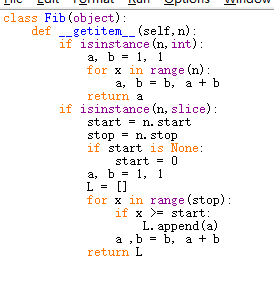 File Edit Format Run Options Window
class Fib(object):
    def __getitem__(self,n):
        if isinstance(n,int):
            a, b = 1, 1
            for x in range(n):
                a, b = b, a + b
            return a
        if isinstance(n,slice):
            start = n.start
            stop = n.stop
            if start is None:
                start = 0
            a, b = 1, 1
            L = []
            for x in range(stop):
                if x >= start:
                    L.append(a)
                a ,b = b, a + b
            return L